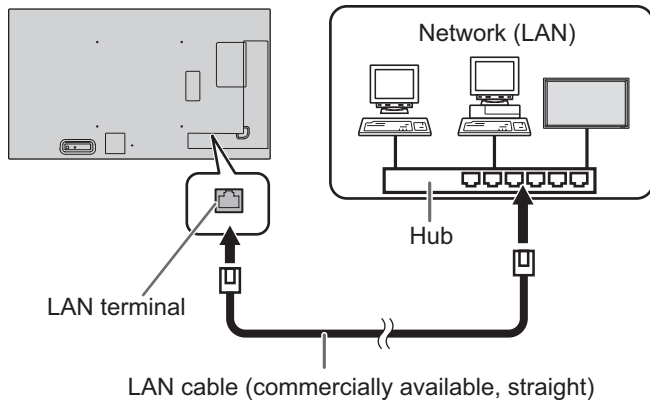 Network (LAN)
Hub
LAN terminal
LAN cable (commercially available, straight)